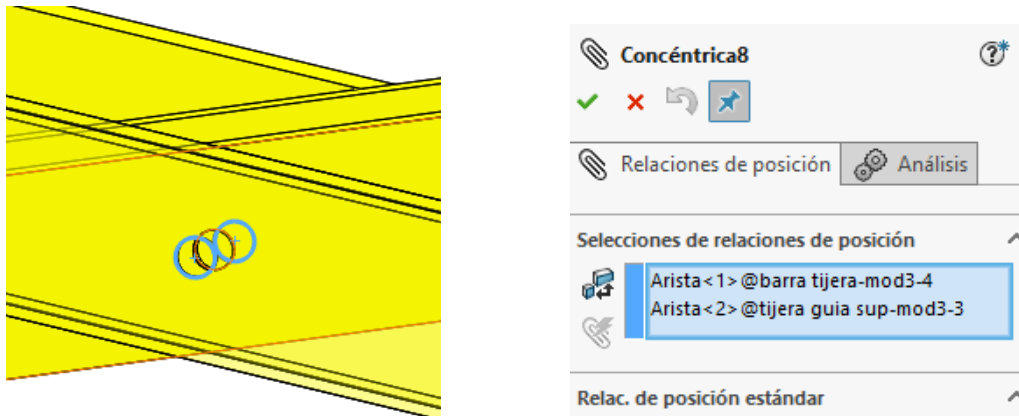 Concéntrica8
Relaciones de posición
Análisis
Selecciones de relaciones de posición
Arista<1>@barra tijera-mod3-4
Arista<2>@tijera guia sup-mod3-3
Relac. de posición estándar